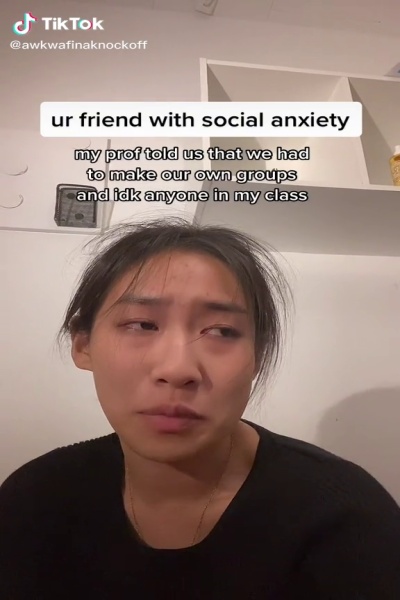 TikTok
@awkwafinaknockoff
ur friend with social anxiety
my prof told us that we had
to make our own groups
and idk anyone in my class